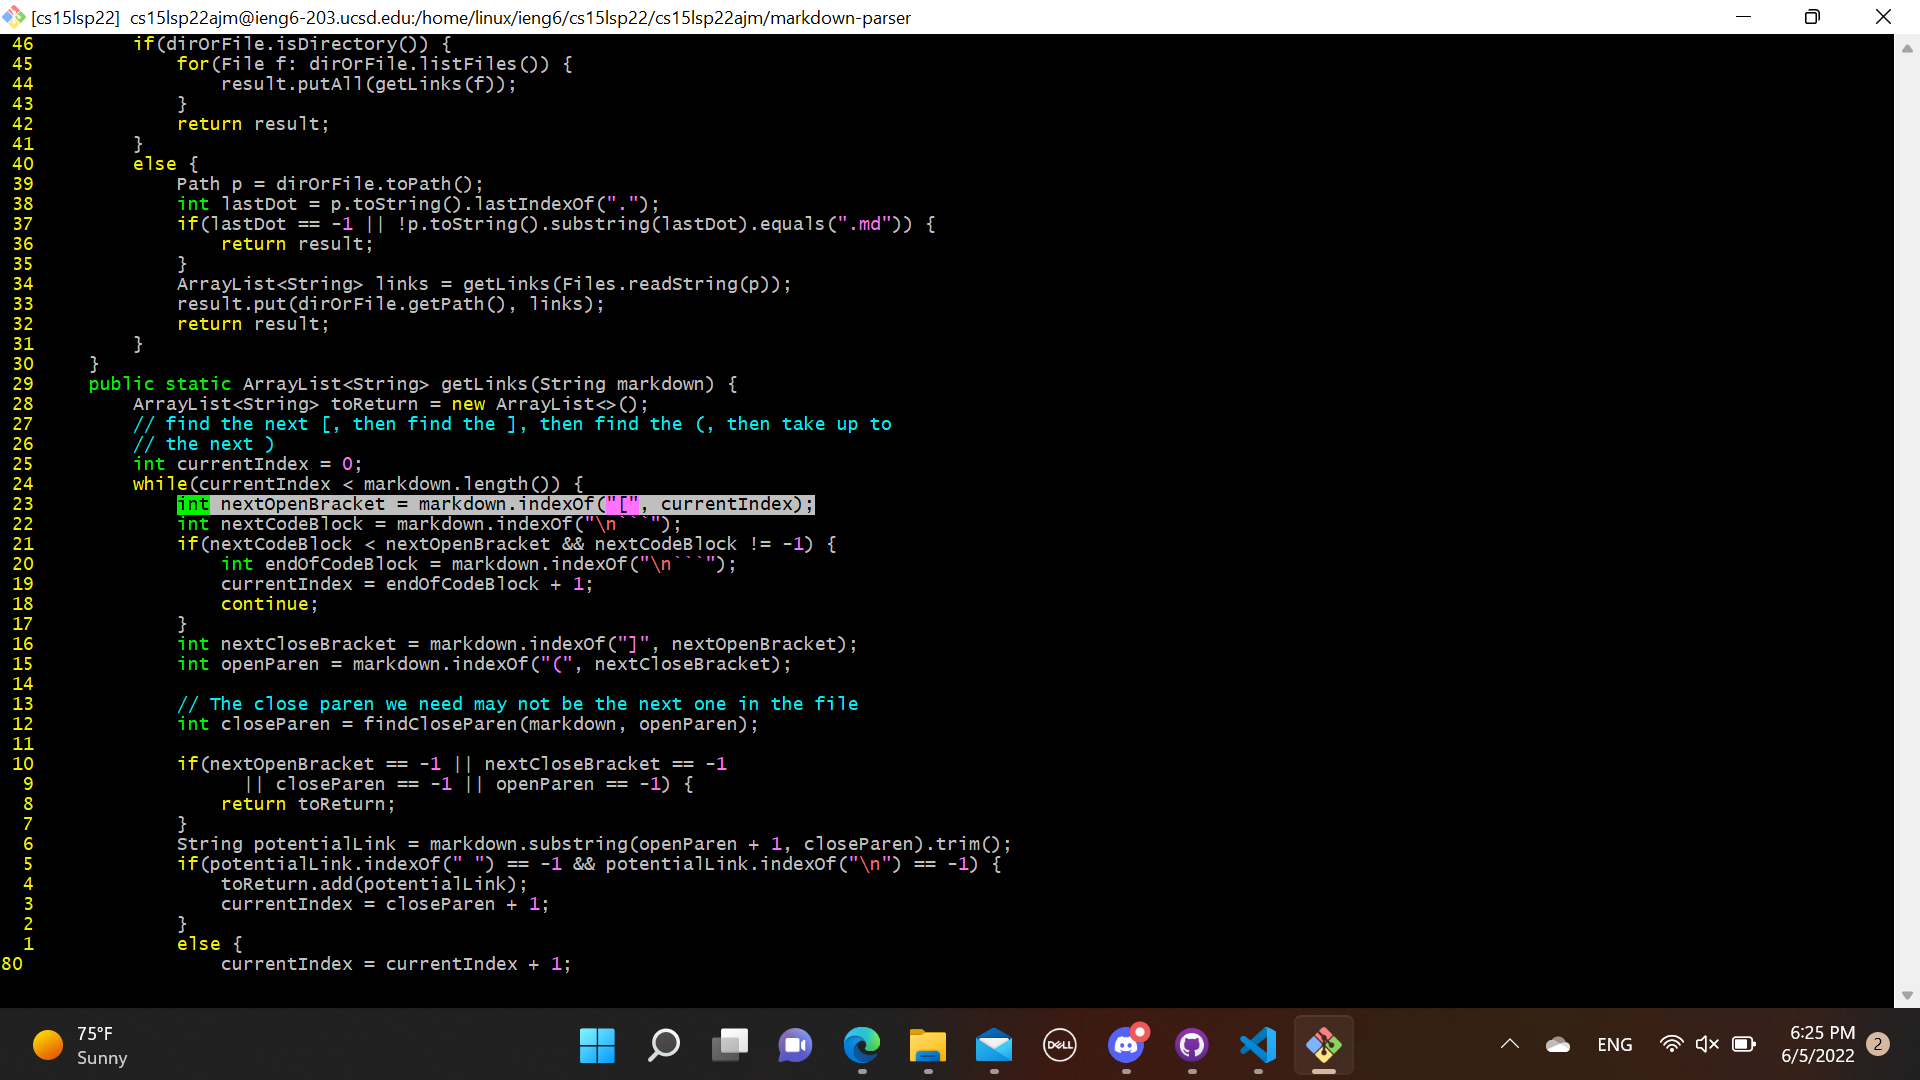 [cs15lsp22] cs15lsp22ajm@ieng6-203.ucsd.edu:/home/linux/ieng6/cs15lsp22/cs15lsp22ajm/markdown-parser
46         if(dirOrFile.isDirectory()) {
45             for(File f: dirOrFile.listFiles()) {
44                 result.putAll(getLinks(f));
43             }
42             return result;
41         }
40         else {
39             Path p = dirOrFile.toPath();
38             int lastDot = p.toString().lastIndexOf(".");
37             if(lastDot == -1 || !p.toString().substring(lastDot).equals(".md")) {
36                 return result;
35             }
34             ArrayList<String> links = getLinks(Files.readString(p));
33             result.put(dirOrFile.getPath(), links);
32             return result;
31         }
30     }
29     public static ArrayList<String> getLinks(String markdown) {
28         ArrayList<String> toReturn = new ArrayList<>();
27         // find the next [, then find the ], then find the (, then take up to
26         // the next )
25         int currentIndex = 0;
24         while(currentIndex < markdown.length()) {
23             int nextOpenBracket = markdown.indexOf("[", currentIndex);
22             int nextCodeBlock = markdown.indexOf("\n```");
21             if(nextCodeBlock < nextOpenBracket && nextCodeBlock != -1) {
20                 int endOfCodeBlock = markdown.indexOf("\n```");
19                 currentIndex = endOfCodeBlock + 1;
18                 continue;
17             }
16             int nextCloseBracket = markdown.indexOf("]", nextOpenBracket);
15             int openParen = markdown.indexOf("(", nextCloseBracket);
14
13             // The close paren we need may not be the next one in the file
12             int closeParen = findCloseParen(markdown, openParen);
11
10             if(nextOpenBracket == -1 || nextCloseBracket == -1
9                   || closeParen == -1 || openParen == -1) {
8                 return toReturn;
7             }
6             String potentialLink = markdown.substring(openParen + 1, closeParen).trim();
5             if(potentialLink.indexOf(" ") == -1 && potentialLink.indexOf("\n") == -1) {
4                 toReturn.add(potentialLink);
3                 currentIndex = closeParen + 1;
2             }
1             else {
80                 currentIndex = currentIndex + 1;
75°F
Sunny
DELL
ENG
6:25 PM
6/5/2022
2